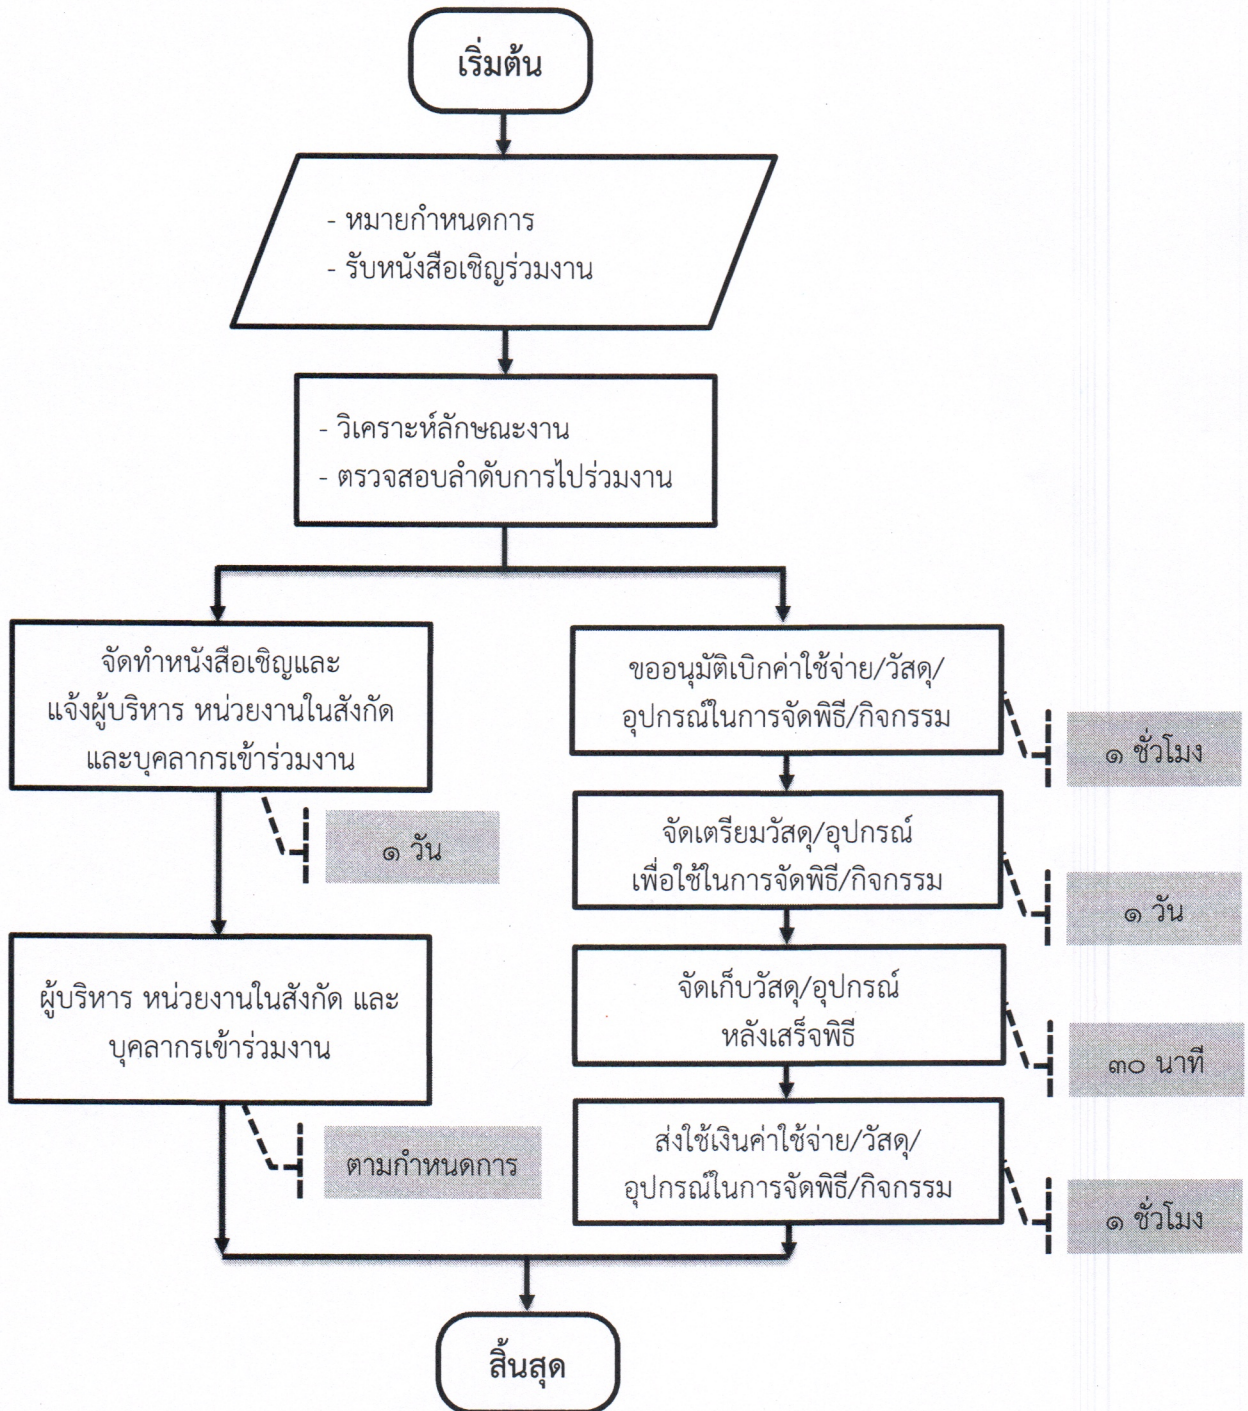 เริ่มต้น
- หมายกำหนดการ
- รับหนังสือเชิญร่วมงาน
- วิเคราะห์ลักษณะงาน
- ตรวจสอบลำดับการไปร่วมงาน
จัดทำหนังสือเชิญและ
แจ้งผู้บริหาร หน่วยงานในสังกัด
และบุคลากรเข้าร่วมงาน
๑ วัน
ผู้บริหาร หน่วยงานในสังกัด และ
บุคลากรเข้าร่วมงาน
ตามกำหนดการ
ขออนุมัติเบิกค่าใช้จ่าย/วัสดุ/
อุปกรณ์ในการจัดพิธี/กิจกรรม
๑ ชั่วโมง
จัดเตรียมวัสดุ/อุปกรณ์
เพื่อใช้ในการจัดพิธี/กิจกรรม
๑ วัน
จัดเก็บวัสดุ/อุปกรณ์
หลังเสร็จพิธี
๓๐ นาที
ส่งใช้เงินค่าใช้จ่าย/วัสดุ/
อุปกรณ์ในการจัดพิธี/กิจกรรม
๑ ชั่วโมง
สิ้นสุด